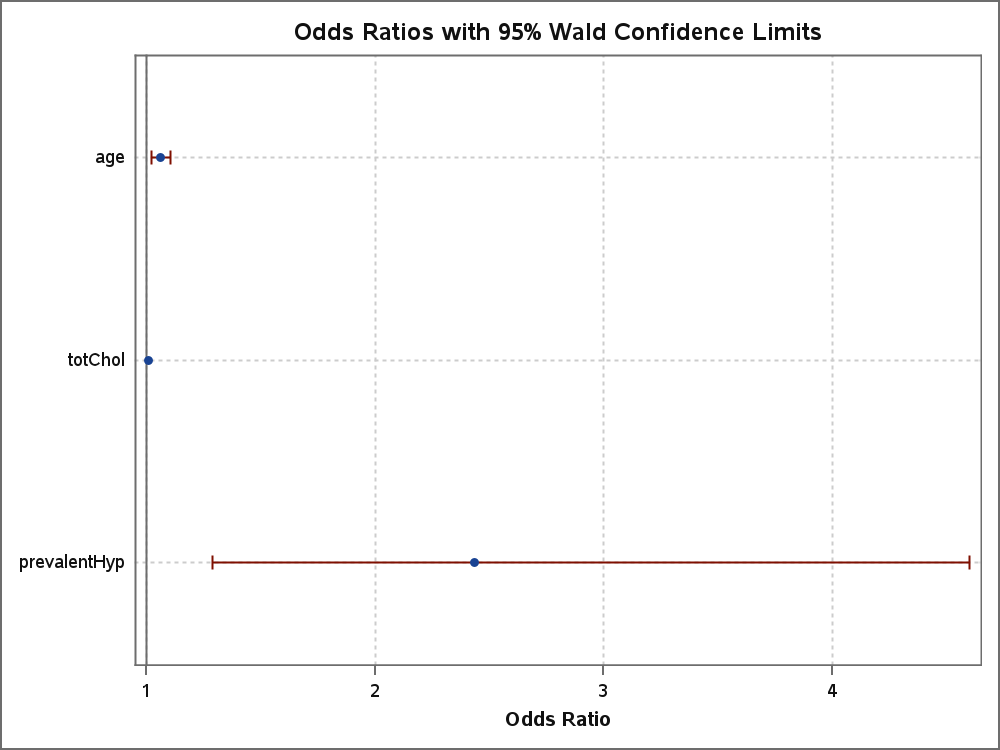 Odds Ratios with 95% Wald Confidence Limits
age
totChol
prevalentHyp
1 2 3 4
Odds Ratio